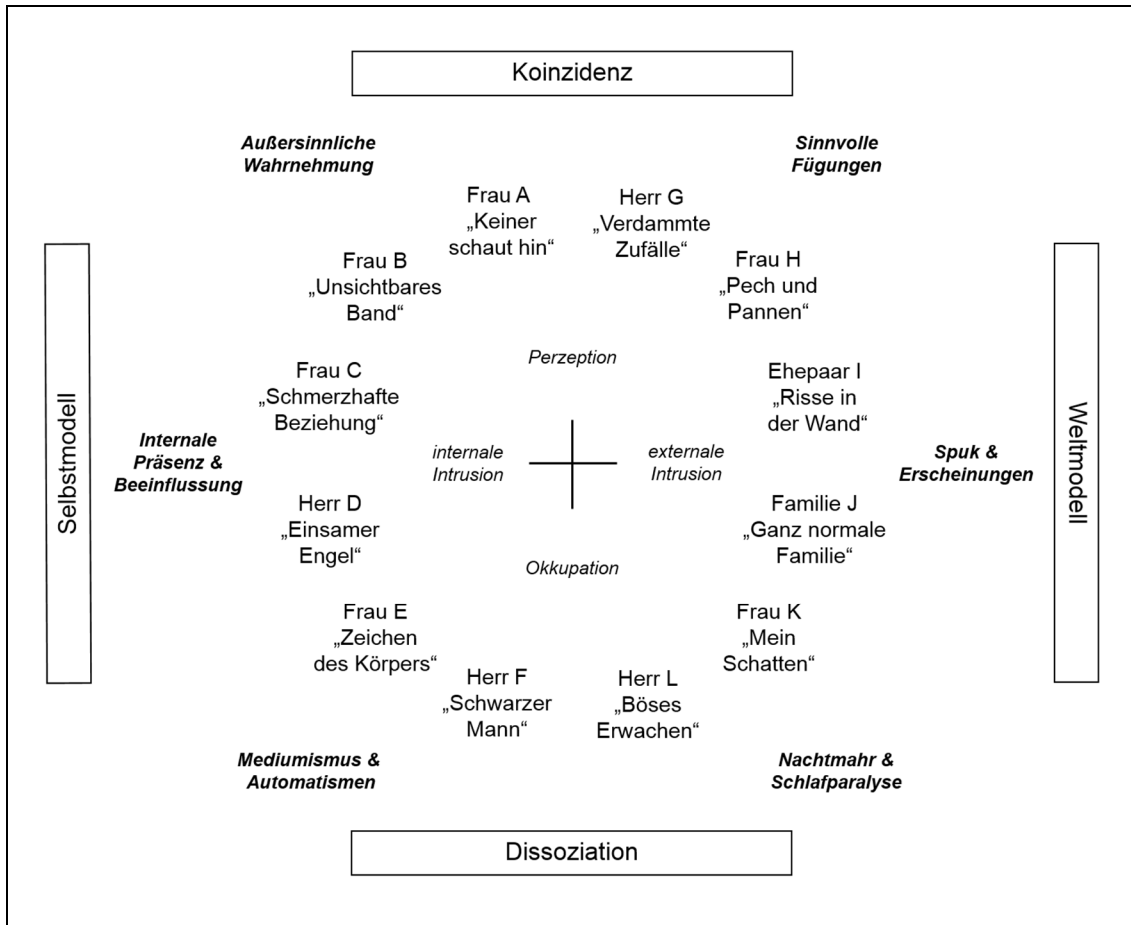 Koinzidenz
Außersinnliche
Wahrnehmung
Sinnvolle
Fügungen
Frau A
„Keiner
schaut hin“
Herr G
„Verdammte
Zufälle“
Frau B
„Unsichtbares
Band“
Frau H
„Pech und
Pannen“
Perzeption
Frau C
„Schmerzhafte
Beziehung“
Ehepaar I
„Risse in
der Wand“
Selbstmodell
Internale
Präsenz &
Beeinflussung
internale
Intrusion
externale
Intrusion
Spuk &
Erscheinungen
Weltmodell
Herr D
„Einsamer
Engel“
Familie J
„Ganz normale
Familie“
Okkupation
Frau E
„Zeichen
des Körpers“
Frau K
„Mein
Schatten“
Herr F
„Schwarzer
Mann“
Herr L
„Böses
Erwachen“
Mediumismus &
Automatismen
Nachtmahr &
Schlafparalyse
Dissoziation